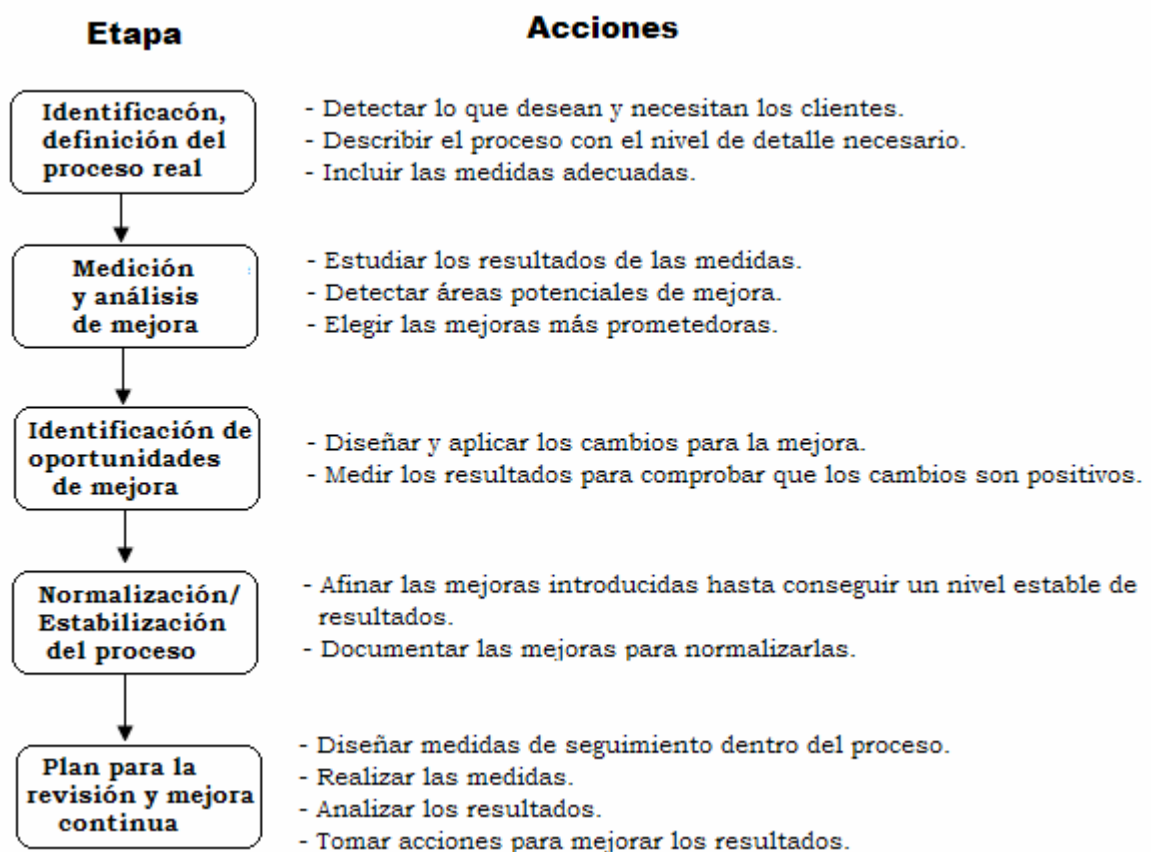 Etapa
Acciones
Identificacón,
definición del
proceso real
- Detectar lo que desean y necesitan los clientes.
- Describir el proceso con el nivel de detalle necesario.
- Incluir las medidas adecuadas.
Medición
y análisis
de mejora
- Estudiar los resultados de las medidas.
- Detectar áreas potenciales de mejora.
- Elegir las mejoras más prometedoras.
Identificación de
oportunidades
de mejora
- Diseñar y aplicar los cambios para la mejora.
- Medir los resultados para comprobar que los cambios son positivos.
Normalización/
Estabilización
del proceso
- Afinar las mejoras introducidas hasta conseguir un nivel estable de
resultados.
- Documentar las mejoras para normalizarlas.
Plan para la
revisión y mejora
continua
- Diseñar medidas de seguimiento dentro del proceso.
- Realizar las medidas.
- Analizar los resultados.
- Tomar acciones para mejorar los resultados.